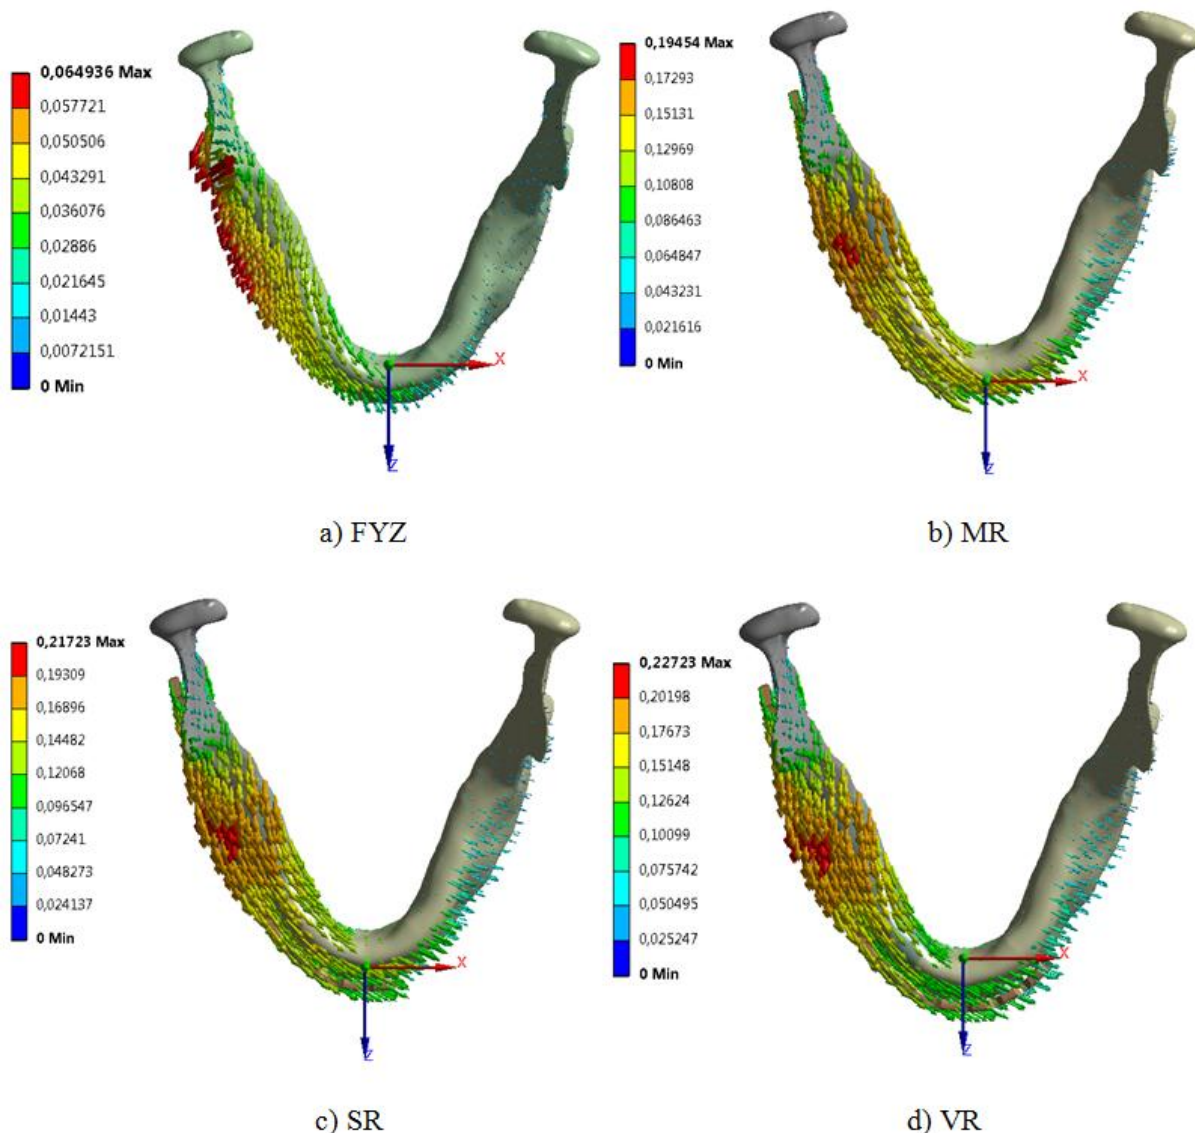 0,064936 Max
0,057721
0,050506
0,043291
0,036076
0,02886
0,021645
0,01443
0,0072151
0 Min
X
Z
a) FYZ
0,19454 Max
0,17293
0,15131
0,12969
0,10808
0,086463
0,064847
0,043231
0,021616
0 Min
X
Z
b) MR
0,21723 Max
0,19309
0,16896
0,14482
0,12068
0,096547
0,07241
0,048273
0,024137
0 Min
X
Z
c) SR
0,22723 Max
0,20198
0,17673
0,15148
0,12624
0,10099
0,075742
0,050495
0,025247
0 Min
X
Z
d) VR